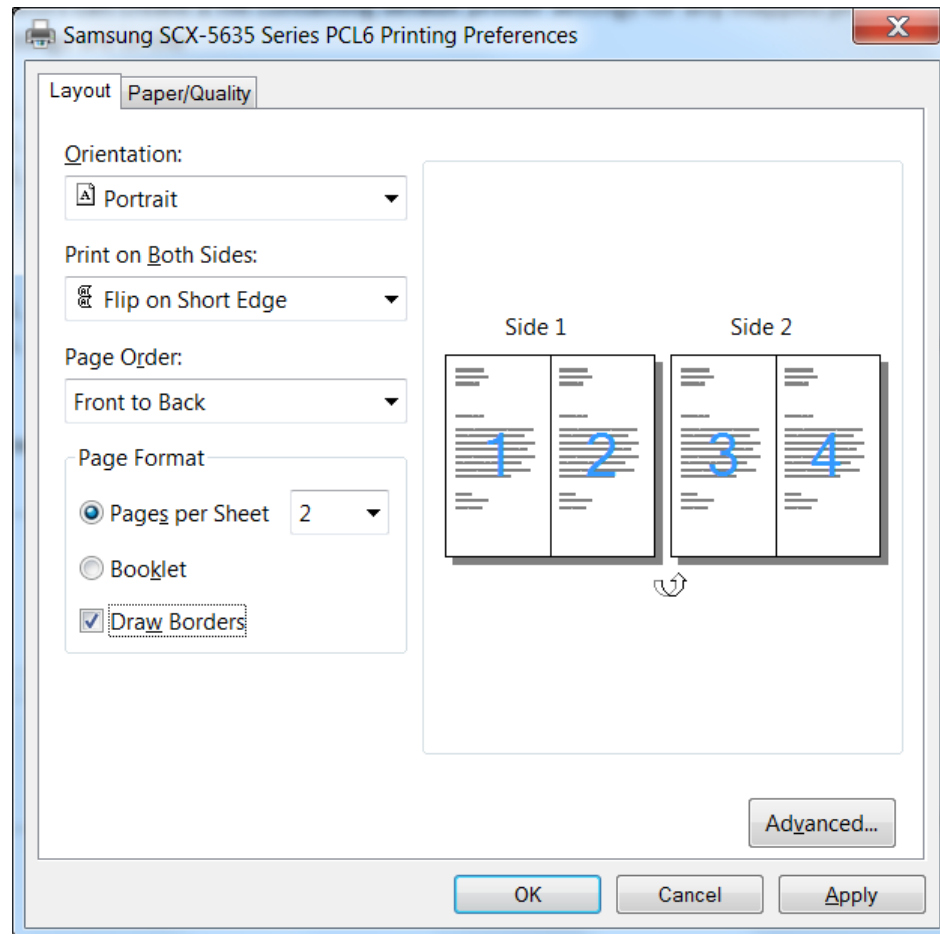 Samsung SCX-5635 Series PCL6 Printing Preferences
X
Layout Paper/Quality
Orientation:
Portrait
Print on Both Sides:
Flip on Short Edge
Page Order:
Front to Back
Page Format
Pages per Sheet 2
Booklet
Draw Borders
Side 1 Side 2
1 2 3 4
Advanced...
OK Cancel Apply